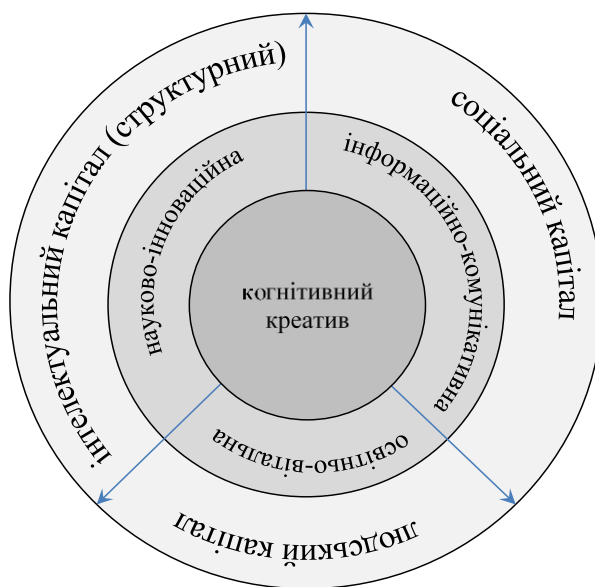 інтелектуальний капітал (структурний)
соціальний капітал
науково-інноваційна
інформаційно-комунікативна
когнітивний
креатив
освітньо-вітальна
людський капітал